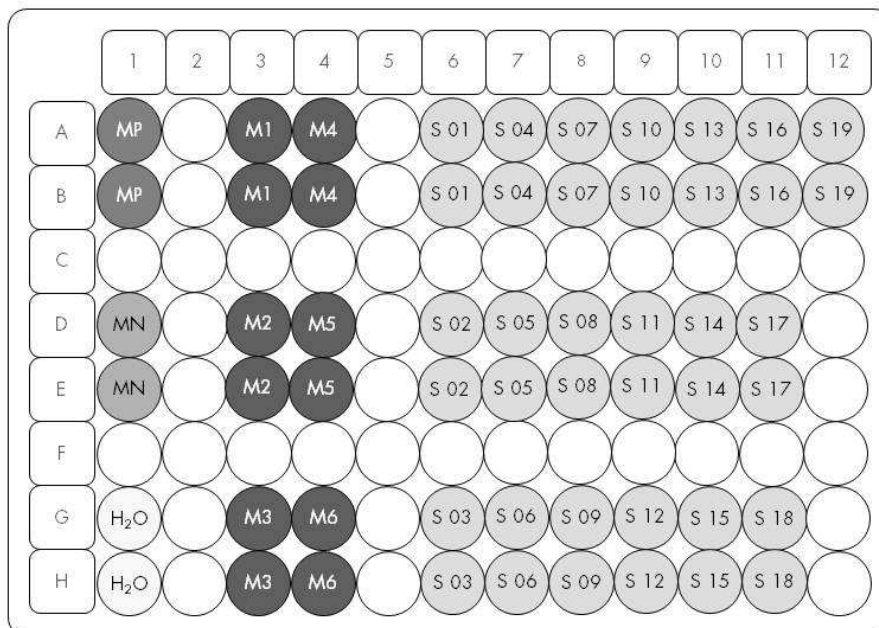 1 2 3 4 5 6 7 8 9 10 11 12
A MP M1 M4 S 01 S 04 S 07 S 10 S 13 S 16 S 19
B MP M1 M4 S 01 S 04 S 07 S 10 S 13 S 16 S 19
C
D MN M2 M5 S 02 S 05 S 08 S 11 S 14 S 17
E MN M2 M5 S 02 S 05 S 08 S 11 S 14 S 17
F
G H₂O M3 M6 S 03 S 06 S 09 S 12 S 15 S 18
H H₂O M3 M6 S 03 S 06 S 09 S 12 S 15 S 18